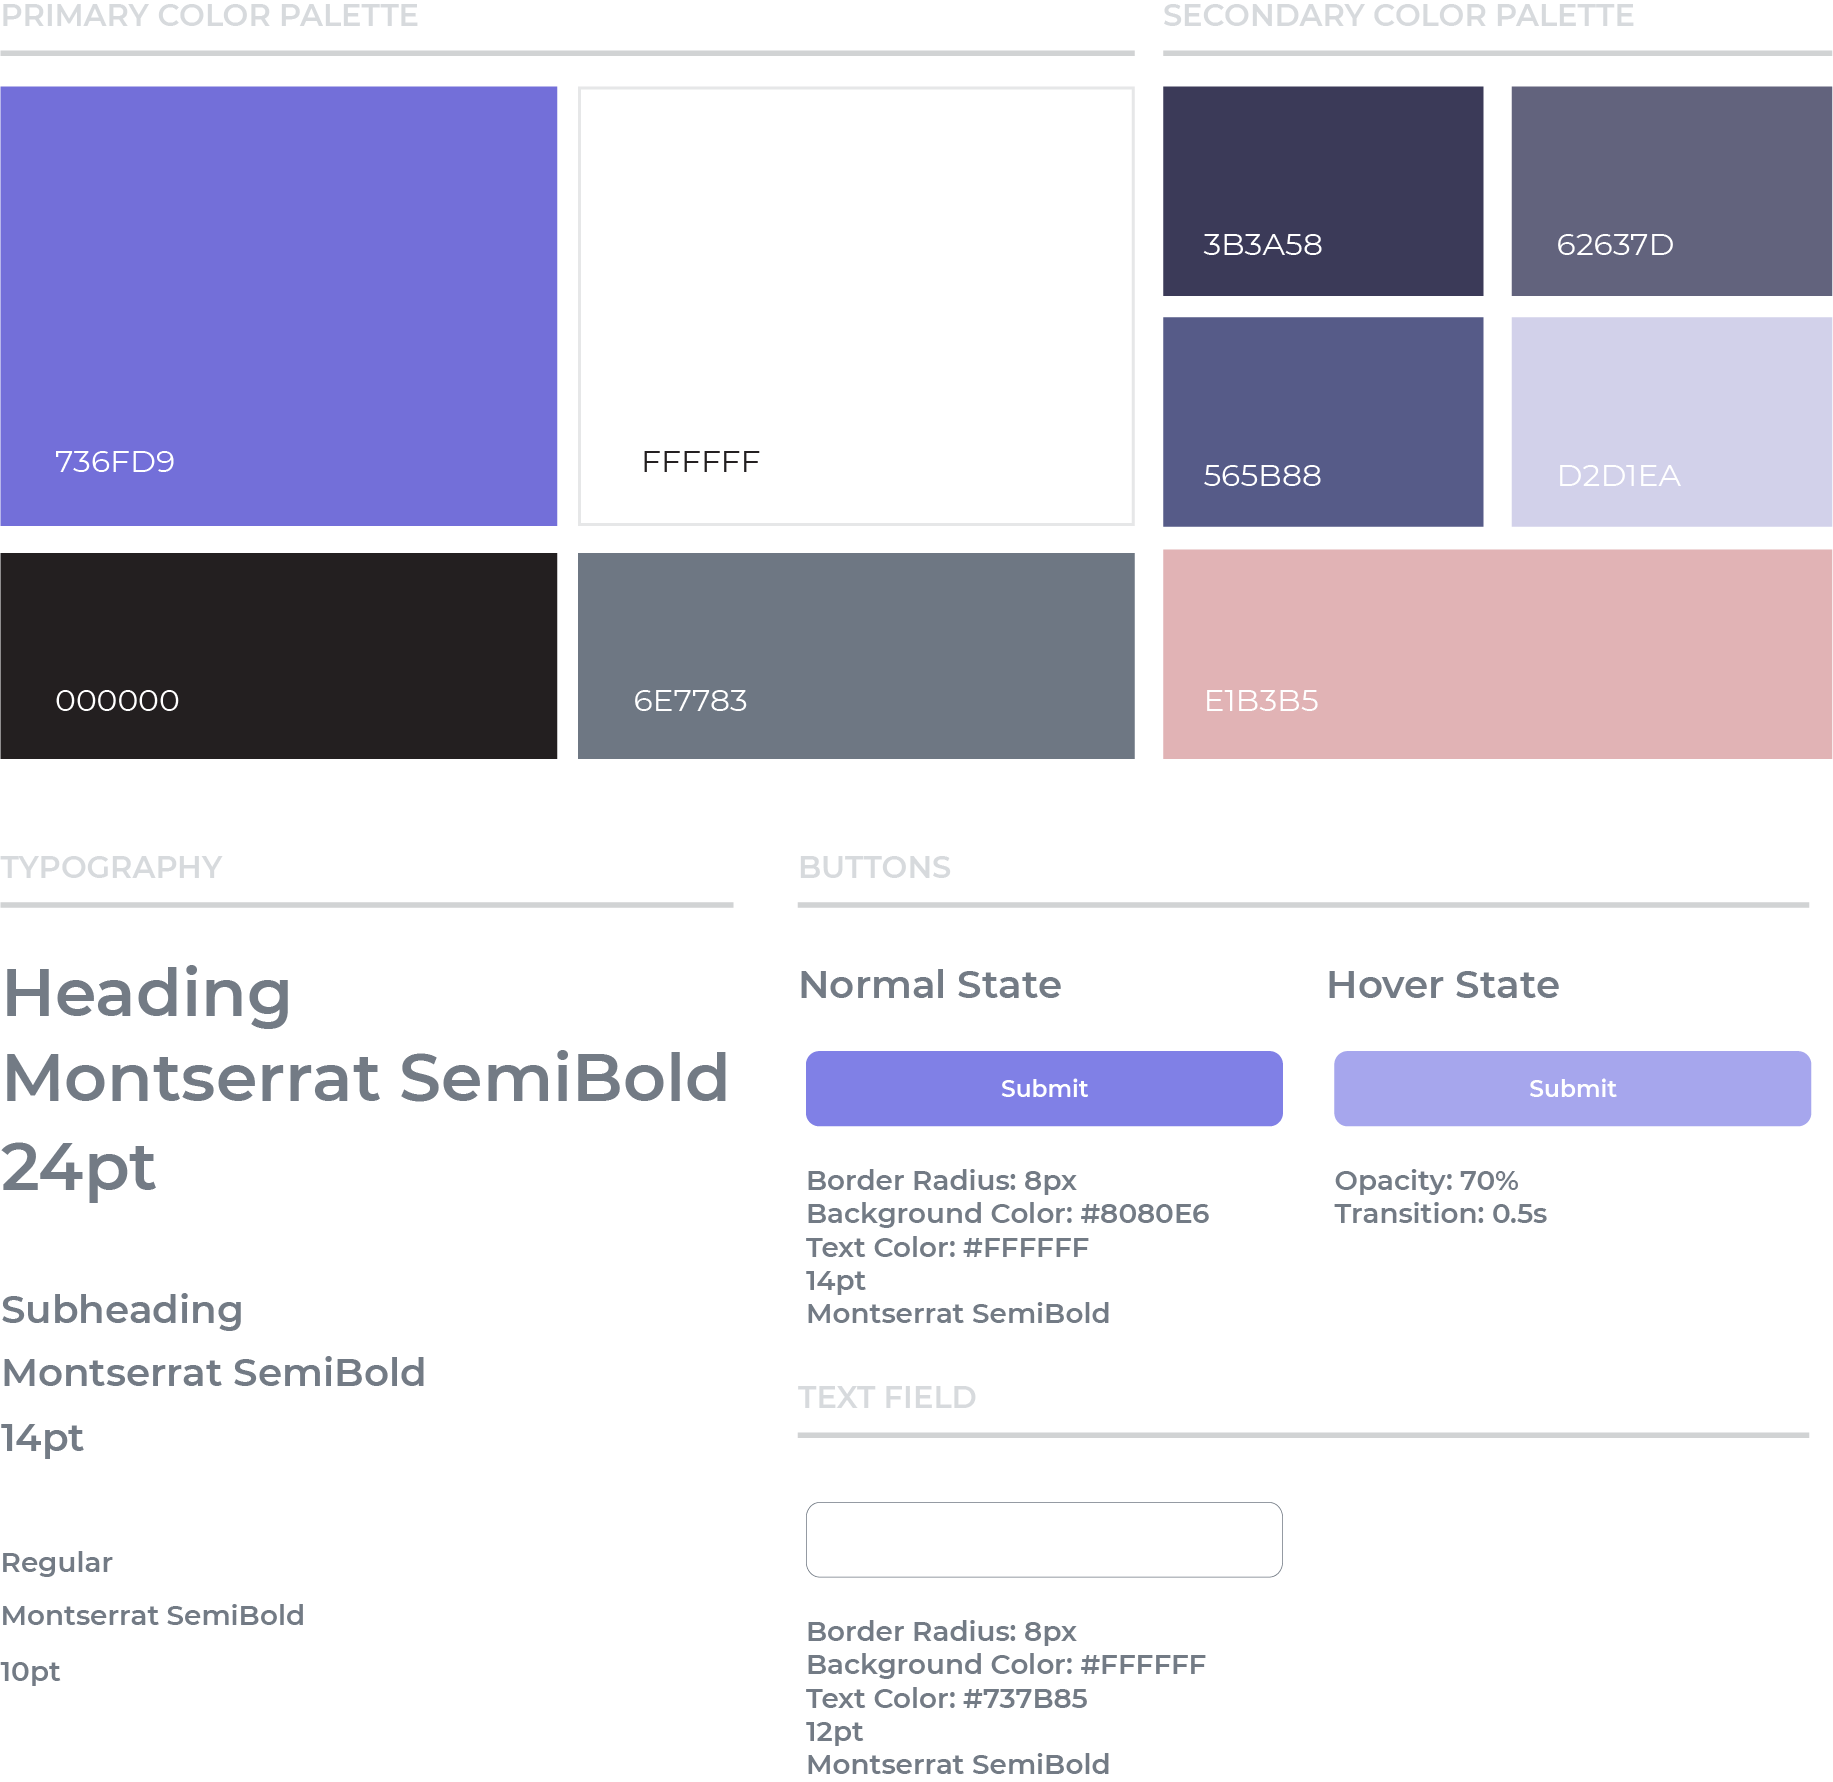 PRIMARY COLOR PALETTE
SECONDARY COLOR PALETTE
736FD9
FFFFFF
3B3A58
62637D
565B88
D2D1EA
000000
6E7783
E1B3B5
TYPOGRAPHY
Heading
Montserrat SemiBold
24pt
Subheading
Montserrat SemiBold
14pt
Regular
Montserrat SemiBold
10pt
BUTTONS
Normal State
Submit
Border Radius: 8px
Background Color: #8080E6
Text Color: #FFFFFF
14pt
Montserrat SemiBold
Hover State
Submit
Opacity: 70%
Transition: 0.5s
TEXT FIELD
Border Radius: 8px
Background Color: #FFFFFF
Text Color: #737B85
12pt
Montserrat SemiBold